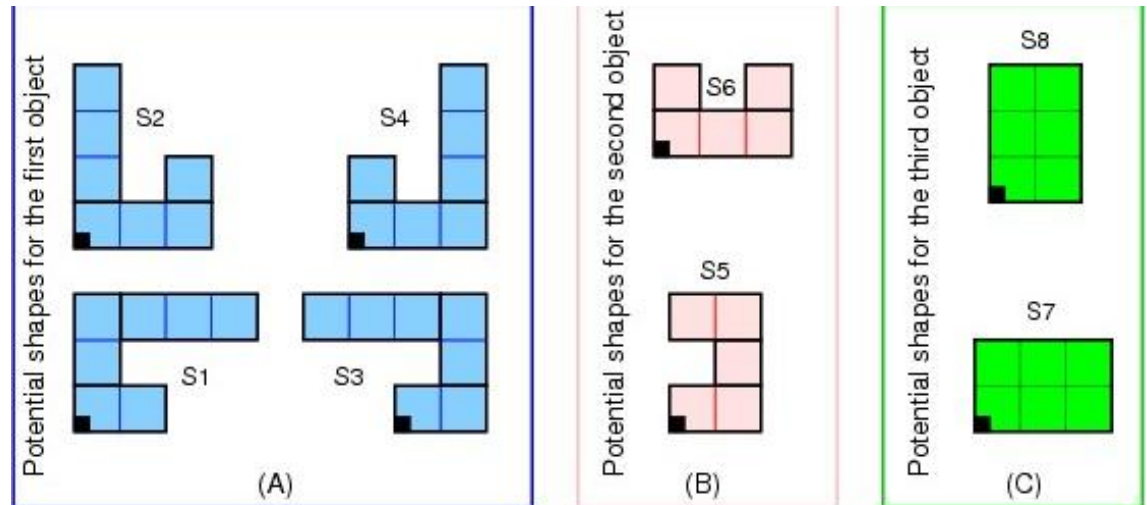 Potential shapes for the first object
S2
S4
S1
S3
(A)
Potential shapes for the second object
S6
S5
(B)
Potential shapes for the third object
S8
S7
(C)